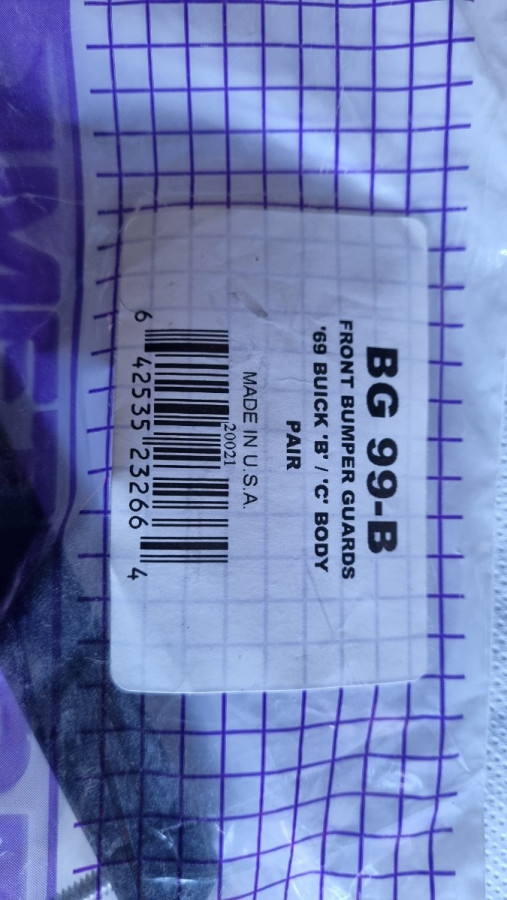 BG 99-B
FRONT BUMPER GUARDS
'69 BUICK 'B' / 'C' BODY
PAIR
MADE IN U.S.A.
20021
6 42535 23266 4